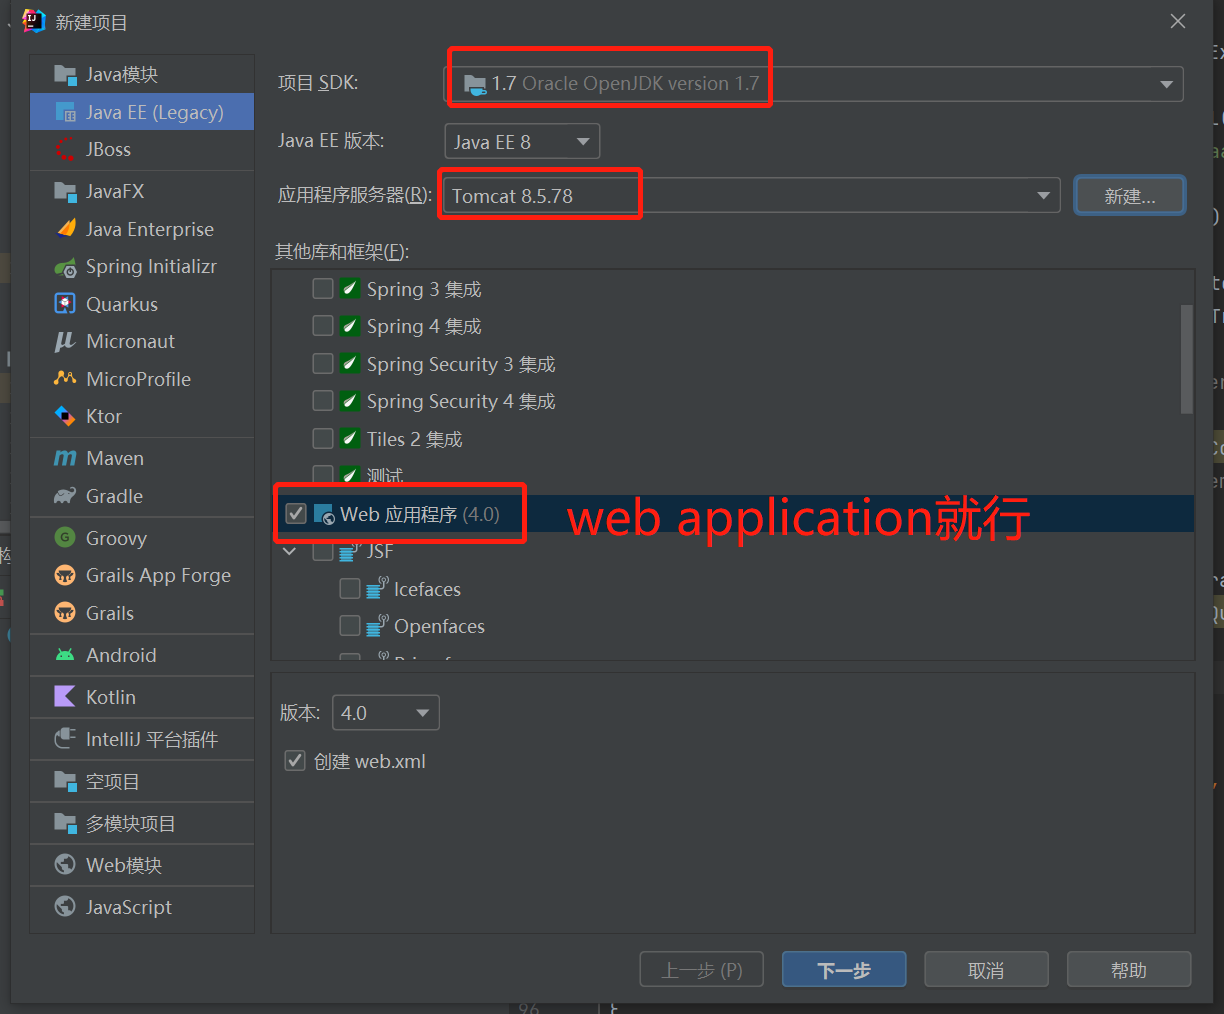 新建项目
Java模块
Java EE (Legacy)
JBoss
JavaFX
Java Enterprise
Spring Initializr
Quarkus
Micronaut
MicroProfile
Ktor
Maven
Gradle
Groovy
Grails App Forge
Grails
Android
Kotlin
IntelliJ 平台插件
空项目
多模块项目
Web模块
JavaScript
项目 SDK:
1.7 Oracle OpenJDK version 1.7
Java EE 版本:
Java EE 8
应用程序服务器(R):
Tomcat 8.5.78
新建...
其他库和框架(F):
Spring 3 集成
Spring 4 集成
Spring Security 3 集成
Spring Security 4 集成
Tiles 2 集成
测试
Web 应用程序 (4.0)
web application就行
JSF
Icefaces
Openfaces
版本:
4.0
创建 web.xml
上一步 (P)
下一步
取消
帮助
96